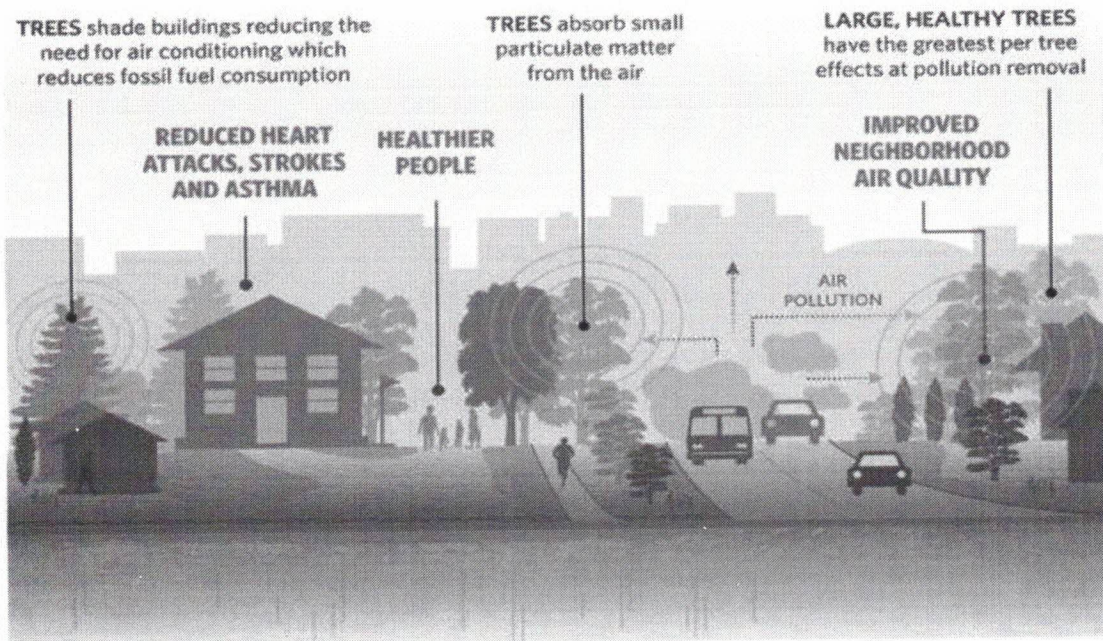 TREES shade buildings reducing the
need for air conditioning which
reduces fossil fuel consumption
TREES absorb small
particulate matter
from the air
LARGE, HEALTHY TREES
have the greatest per tree
effects at pollution removal
REDUCED HEART
ATTACKS, STROKES
AND ASTHMA
HEALTHIER
PEOPLE
IMPROVED
NEIGHBORHOOD
AIR QUALITY
AIR
POLLUTION